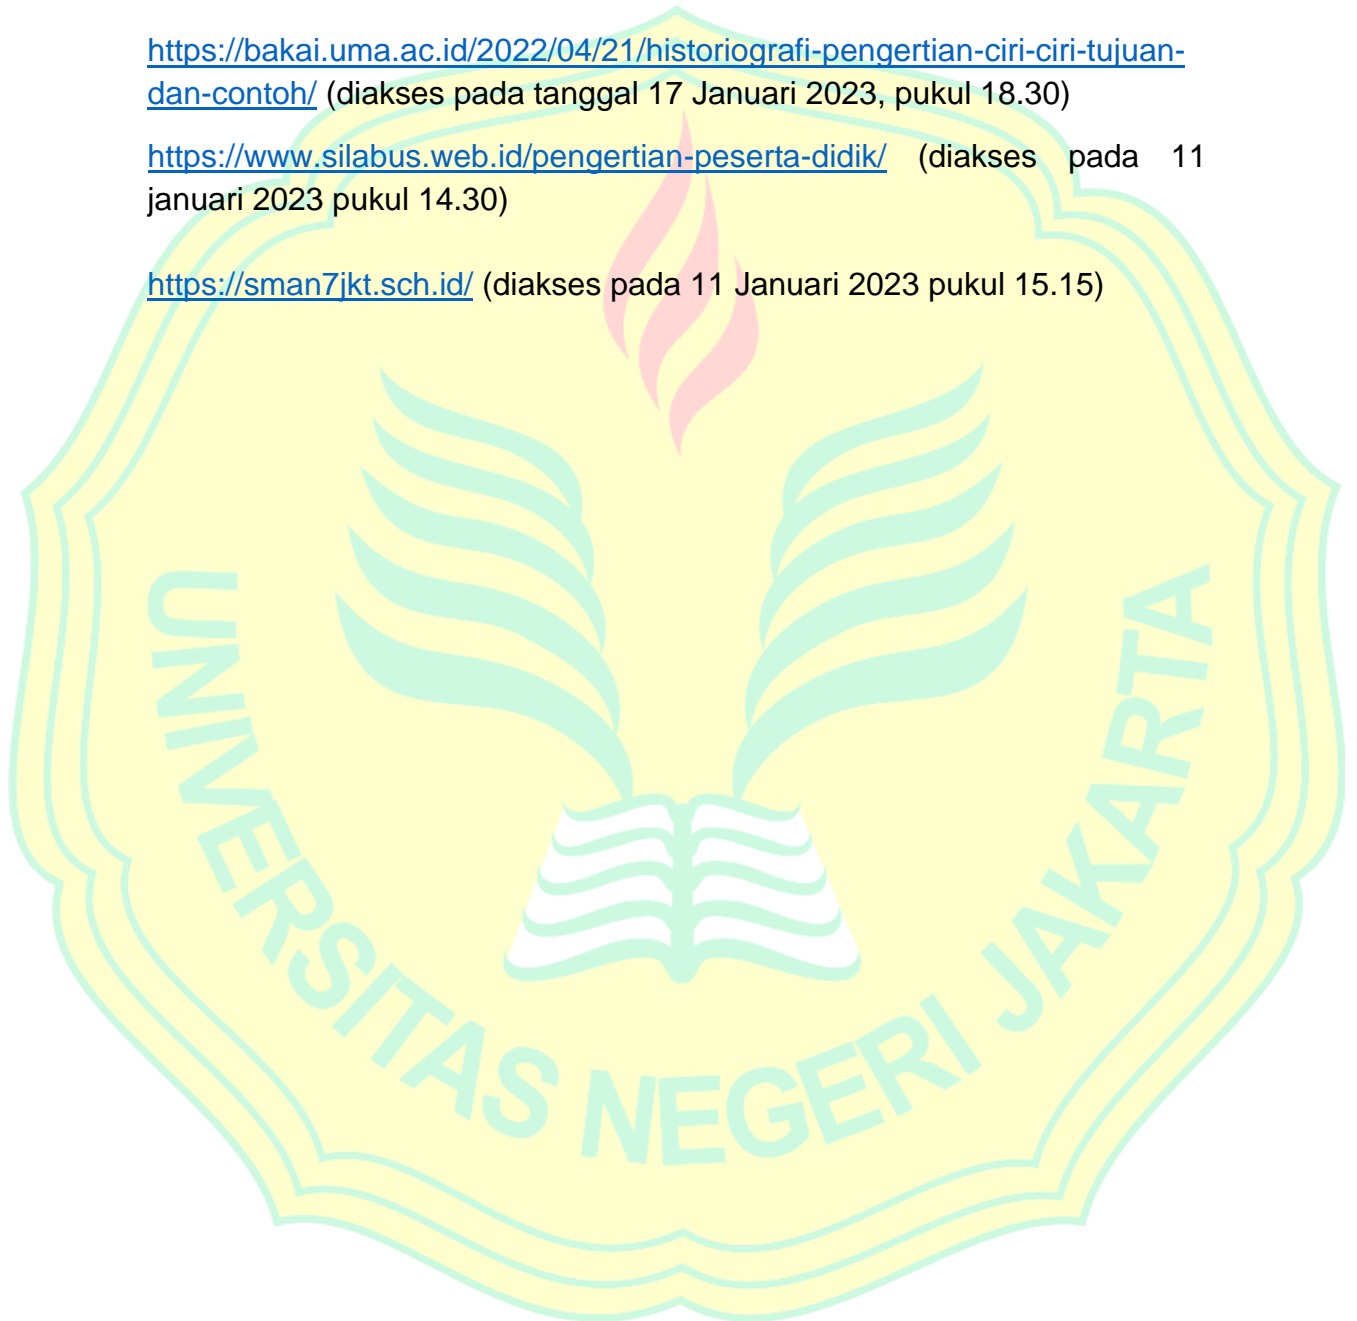 https://bakai.uma.ac.id/2022/04/21/historiografi-pengertian-ciri-ciri-tujuan-
dan-contoh/ (diakses pada tanggal 17 Januari 2023, pukul 18.30)
https://www.silabus.web.id/pengertian-peserta-didik/ (diakses pada 11
januari 2023 pukul 14.30)
https://sman7jkt.sch.id/ (diakses pada 11 Januari 2023 pukul 15.15)
UNIVERSITAS NEGERI JAKARTA